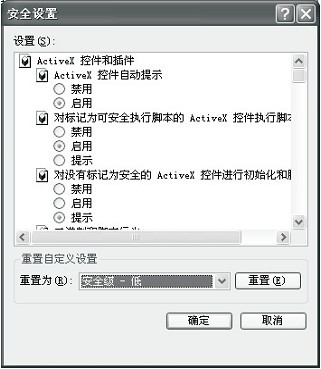 安全设置
设置(S):
ActiveX 控件和插件
ActiveX 控件自动提示
禁用
启用
对标记为可安全执行脚本的 ActiveX 控件执行脚本
禁用
启用
提示
对没有标记为安全的 ActiveX 控件进行初始化和
禁用
启用
提示
重置自定义设置
重置为(R): 安全级 - 低 重置(E)
确定 取消